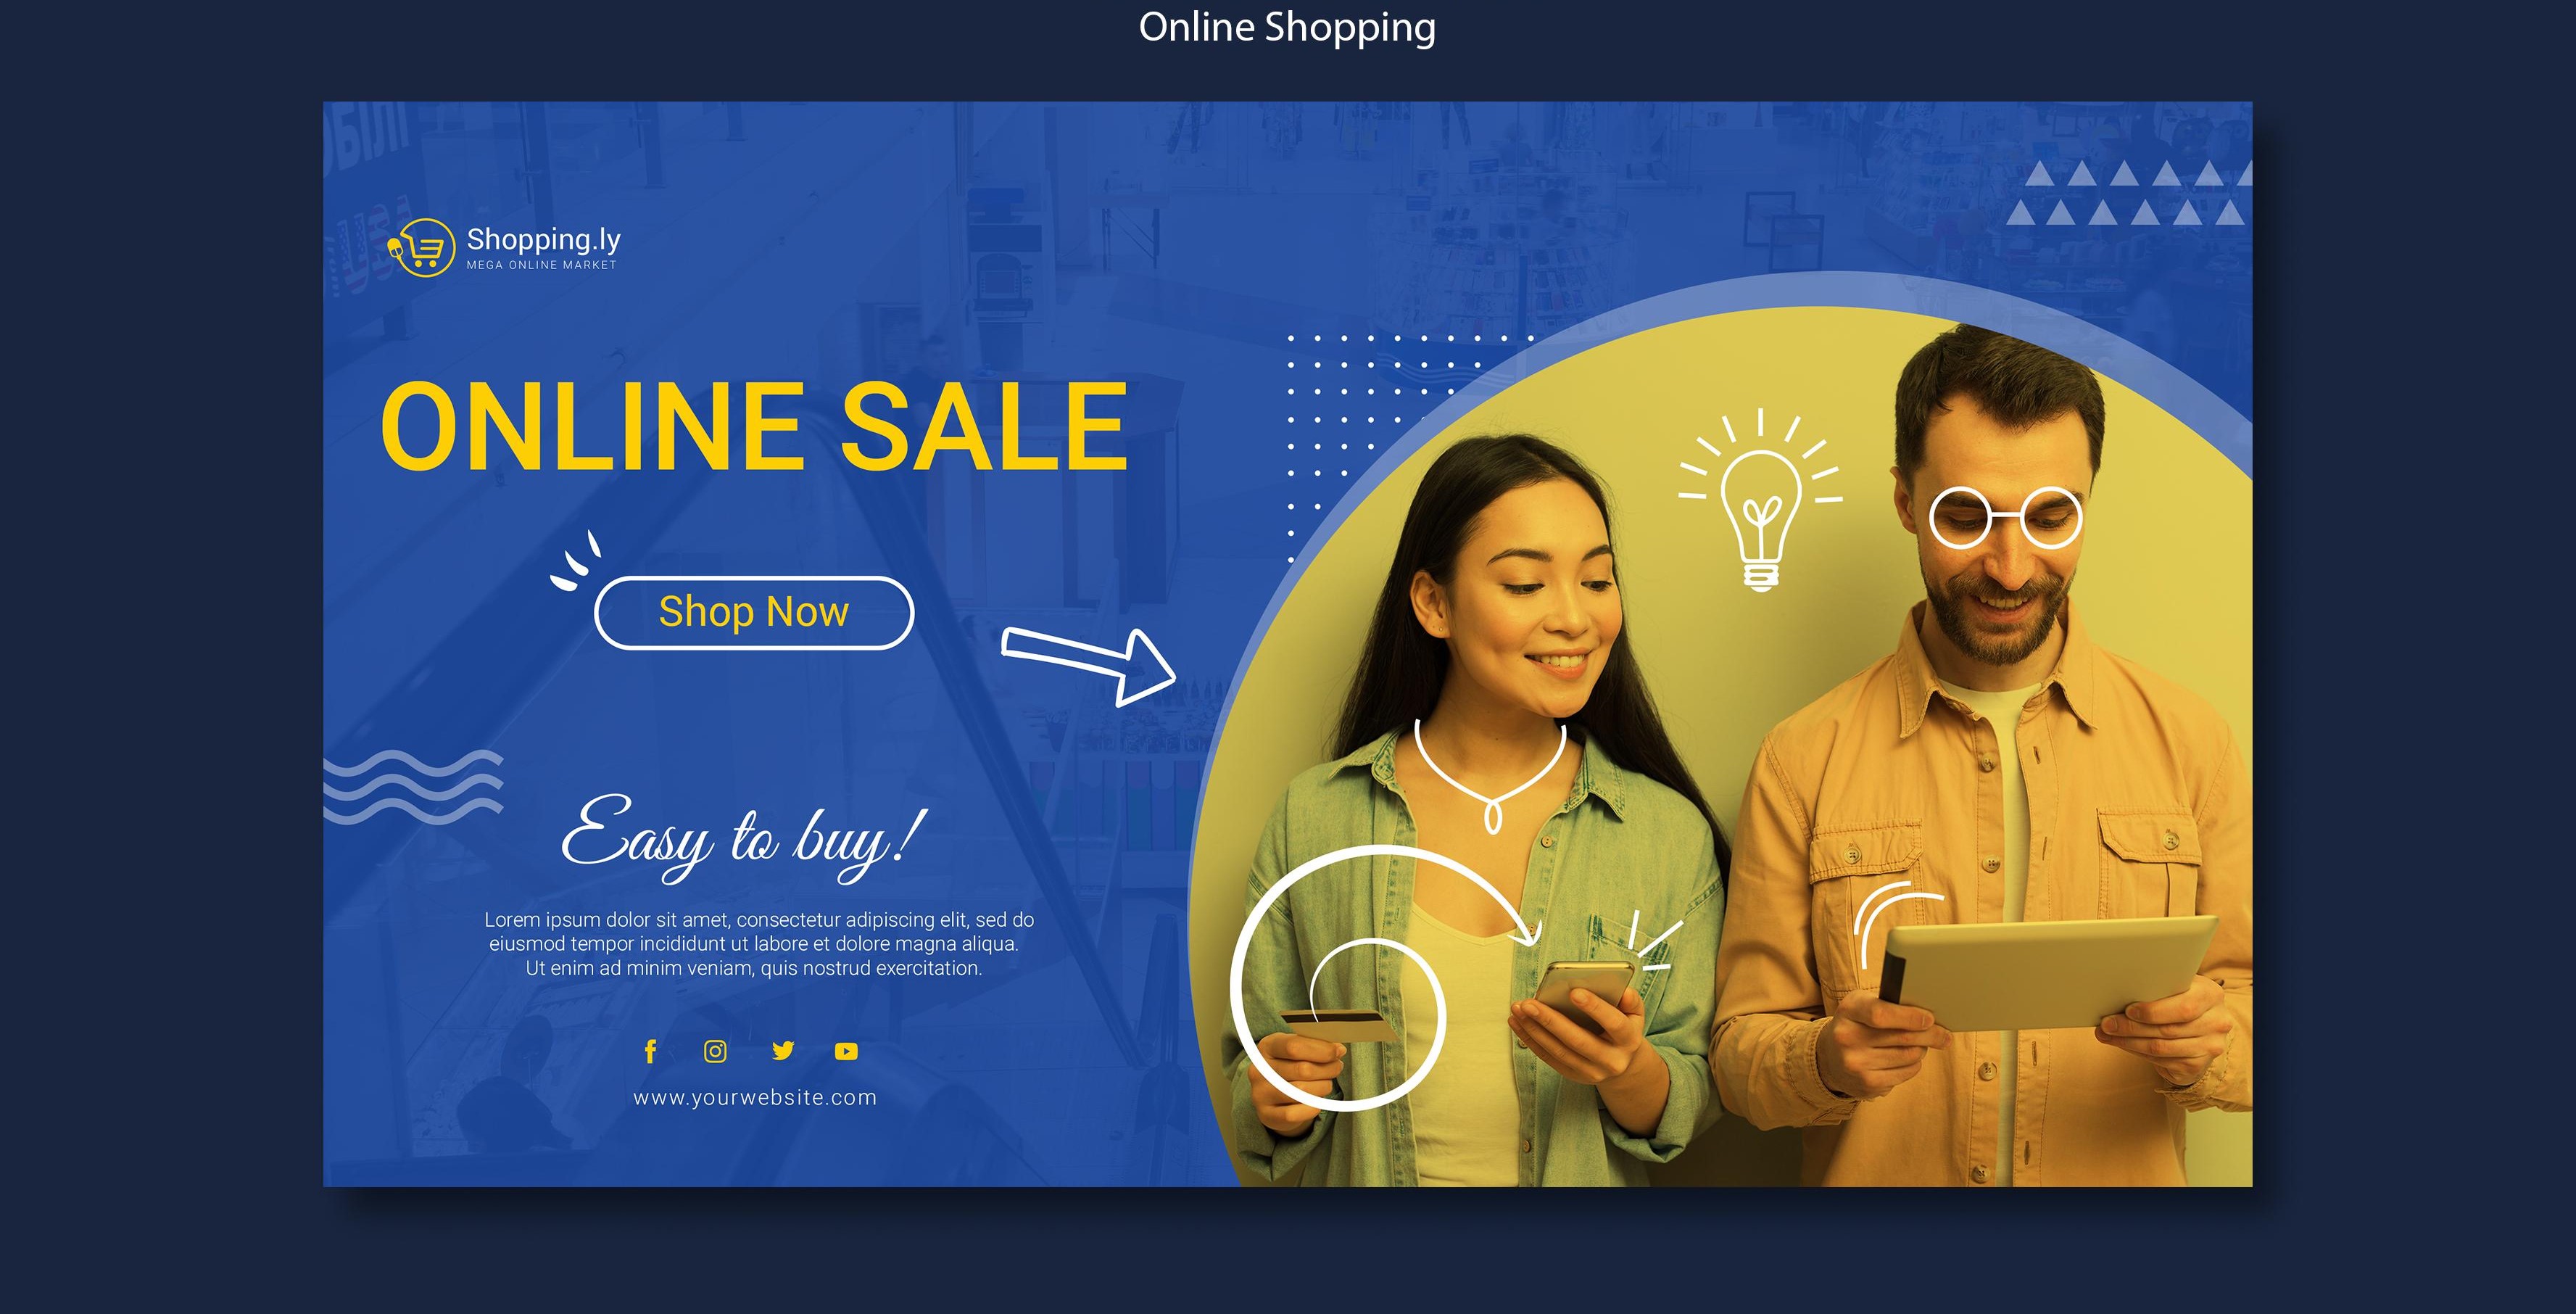 Online Shopping
Shopping.ly
MEGA ONLINE MARKET
ONLINE SALE
Shop Now
Easy to buy!
Lorem ipsum dolor sit amet, consectetur adipiscing elit, sed do
eiusmod tempor incididunt ut labore et dolore magna aliqua.
Ut enim ad minim veniam, quis nostrud exercitation.
www.yourwebsite.com